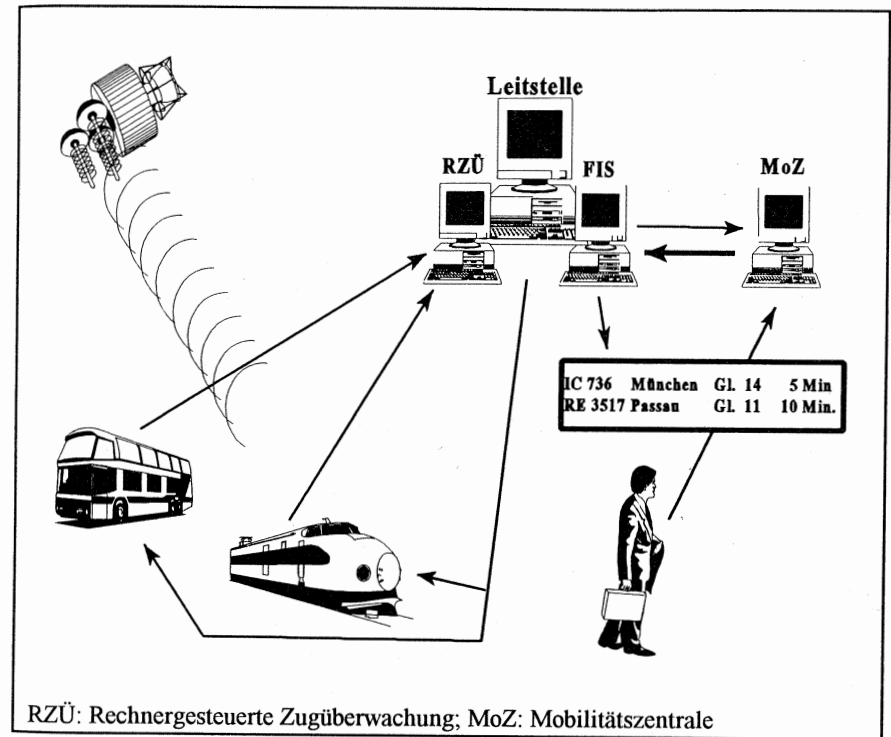 Leitstelle
RZÜ FIS MoZ
IC 736 München Gl. 14 5 Min
RE 3517 Passau Gl. 11 10 Min.
RZÜ: Rechnergesteuerte Zugüberwachung; MoZ: Mobilitätszentrale